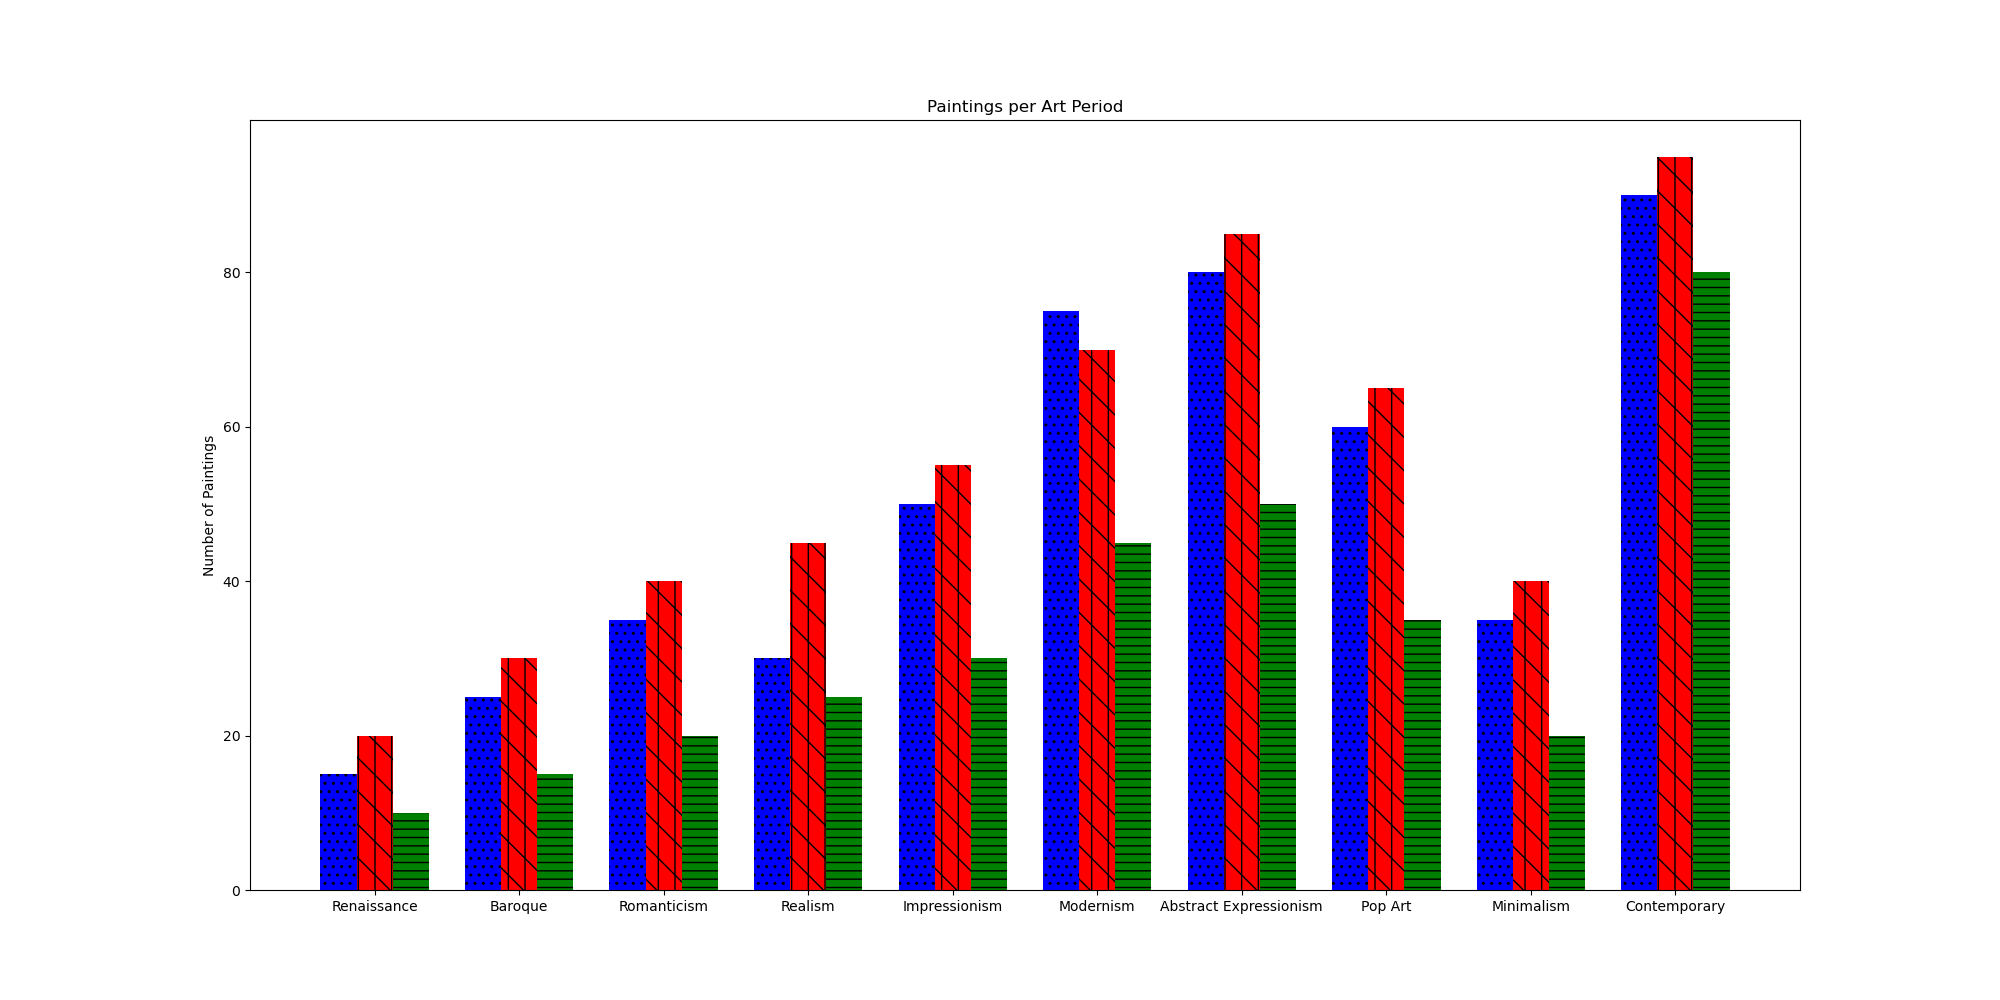 Paintings per Art Period
Number of Paintings
80
60
40
20
0
Renaissance Baroque Romanticism Realism Impressionism Modernism Abstract Expressionism Pop Art Minimalism Contemporary